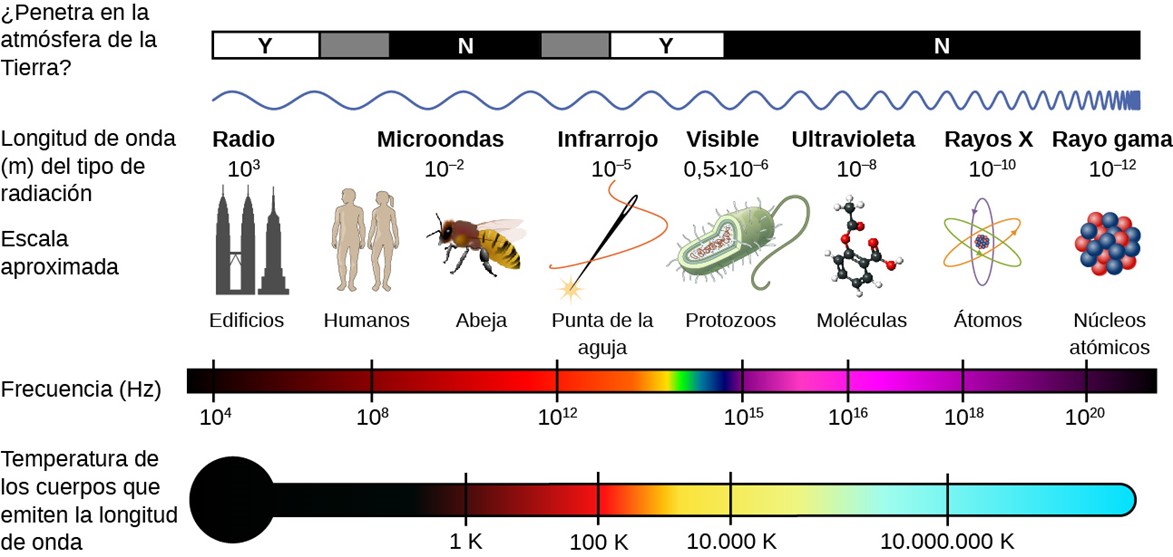 ¿Penetra en la
atmósfera de la
Tierra?
Y N Y N
Longitud de onda
(m) del tipo de
radiación
Radio Microondas Infrarrojo Visible Ultravioleta Rayos X Rayo gama
10³ 10⁻² 10⁻⁵ 0,5×10⁻⁶ 10⁻⁸ 10⁻¹⁰ 10⁻¹²
Escala
aproximada
Edificios Humanos Abeja Punta de la
aguja Protozoos Moléculas Átomos Núcleos
atómicos
Frecuencia (Hz)
10⁴ 10⁸ 10¹² 10¹⁵ 10¹⁶ 10¹⁸ 10²⁰
Temperatura de
los cuerpos que
emiten la longitud
de onda
1 K 100 K 10.000 K 10.000.000 K